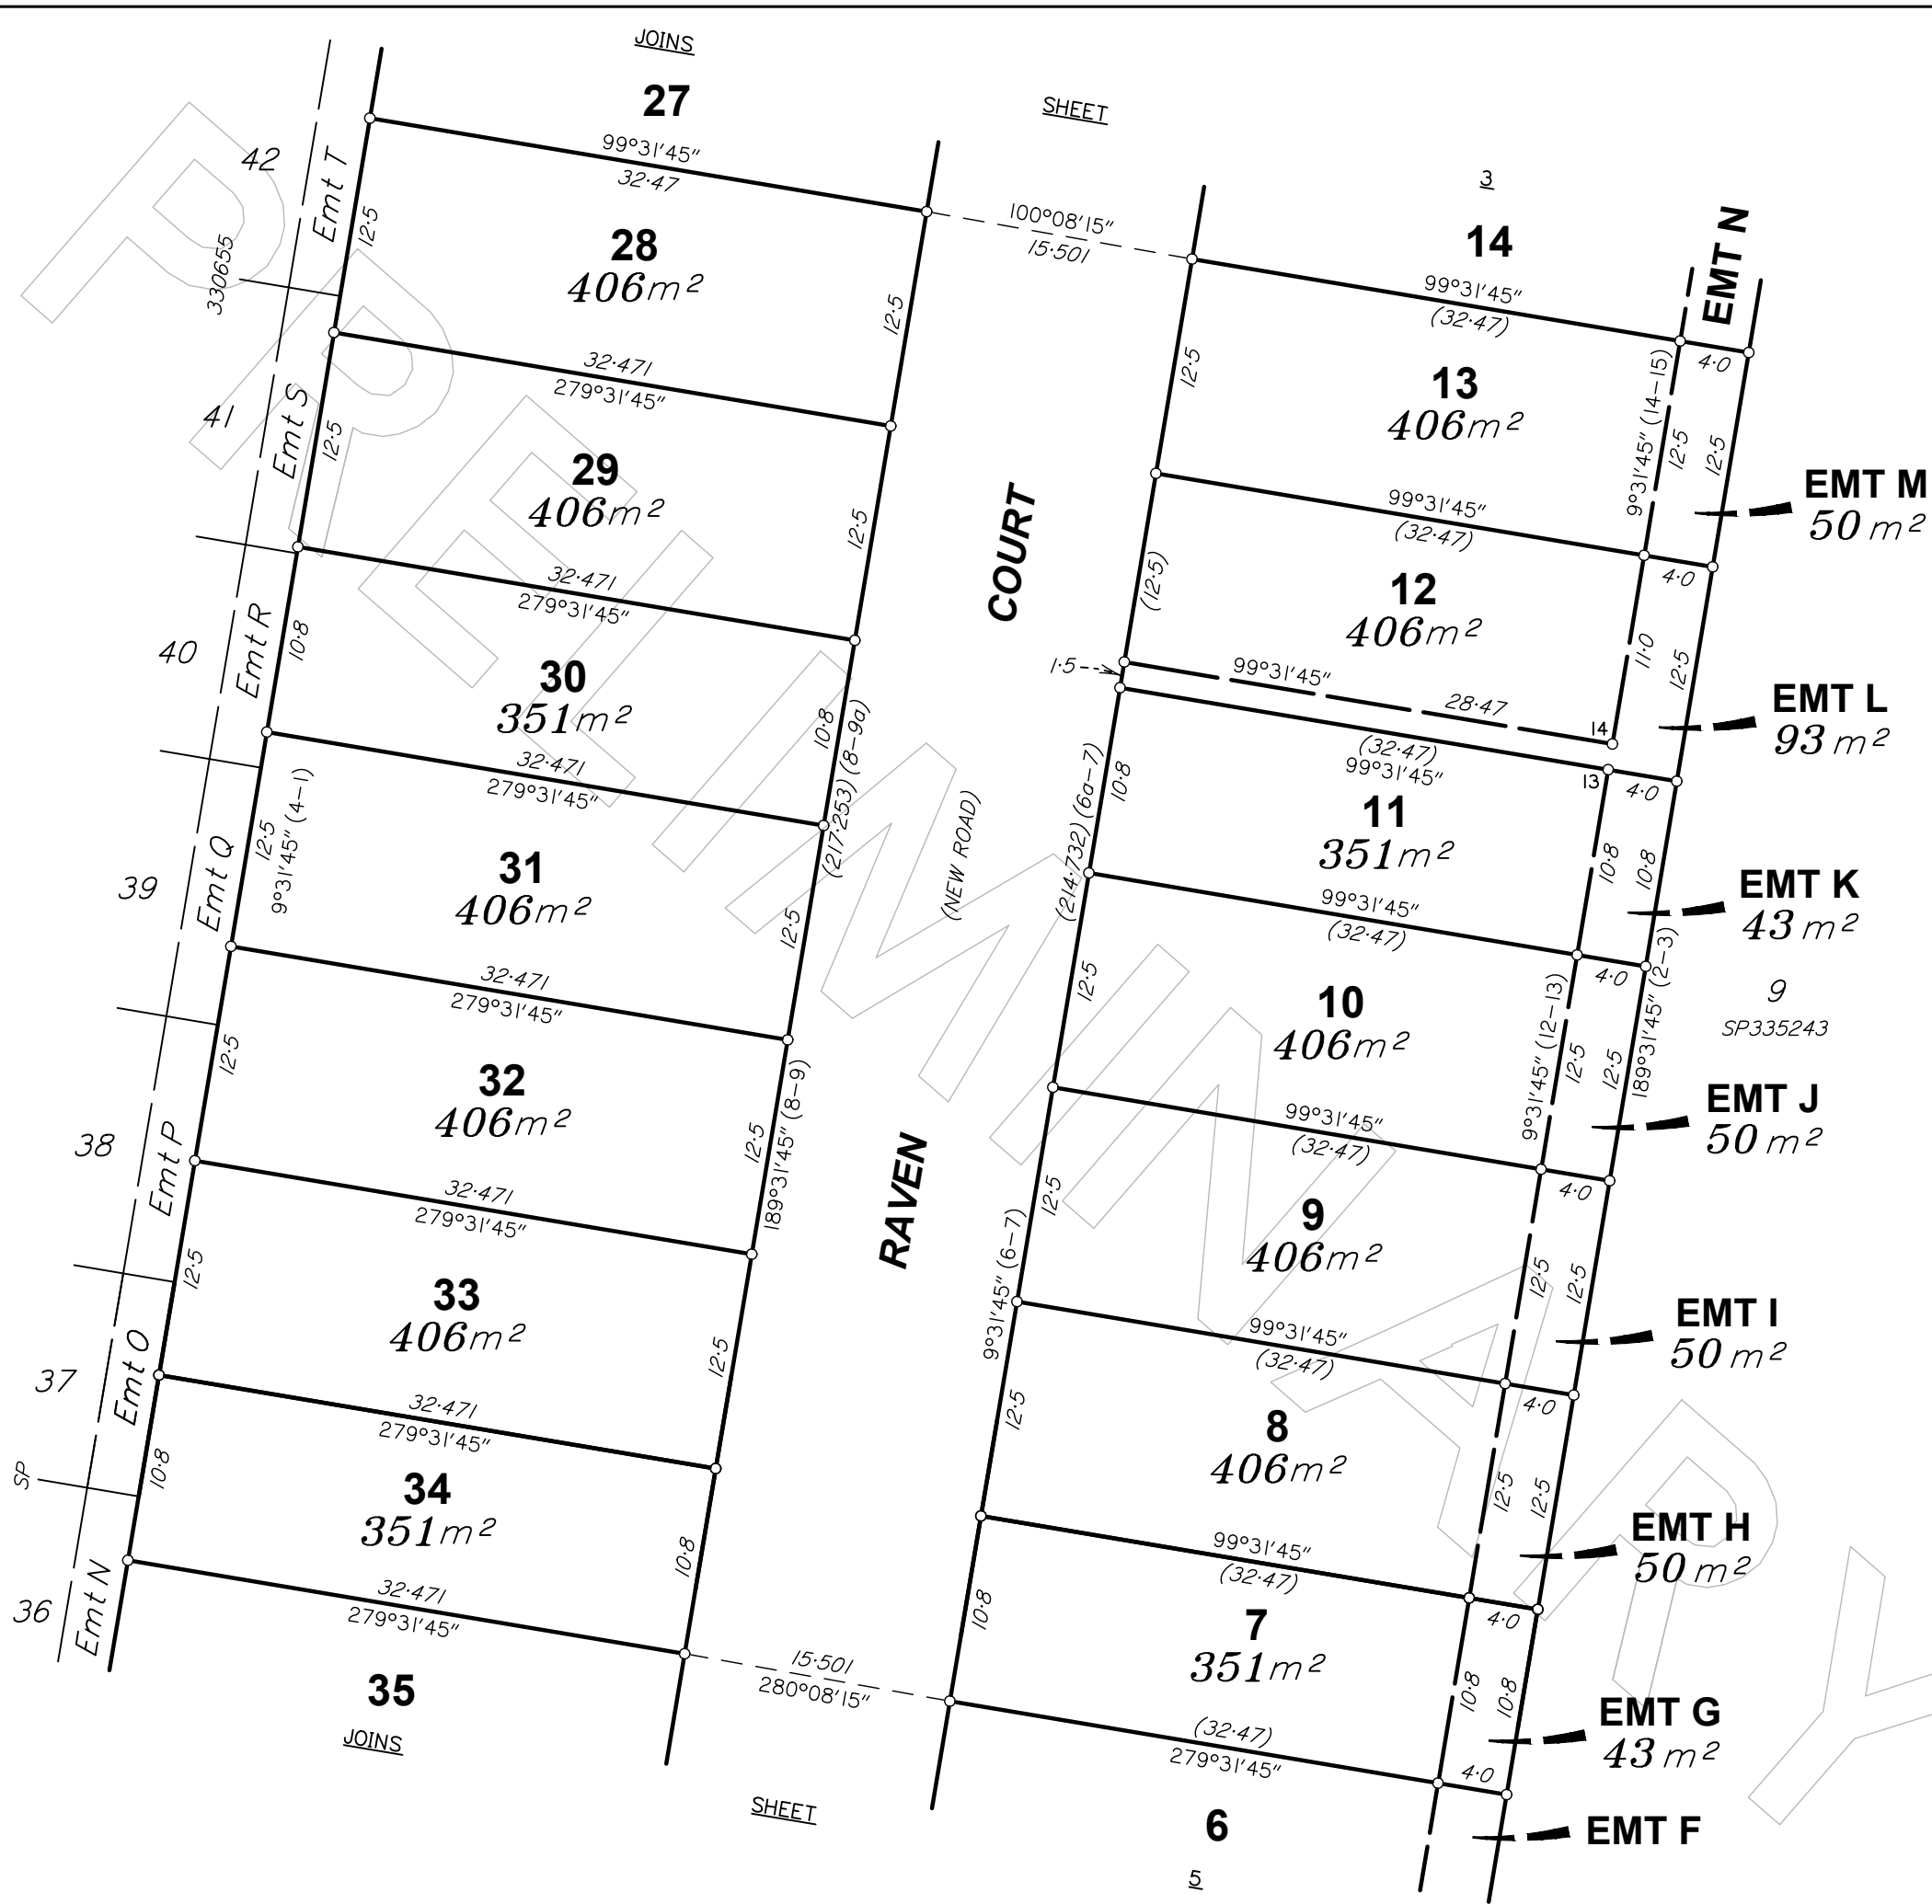 JOINS
27
SHEET
3
14
EMT N
42
Emt T
330655
99°31'45"
32·47
12·5
28
406m²
12·5
100°08'15"
15·501
99°31'45"
(32·47)
4·0
12·5
13
406m²
9°31'45" (14–15)
12·5
12·5
EMT M
50 m²
32·471
279°31'45"
41
Emt S
12·5
29
406m²
12·5
COURT
99°31'45"
(32·47)
4·0
(12·5)
12
406m²
11·0
12·5
1·5
99°31'45"
28·47
14
EMT L
93 m²
32·471
279°31'45"
40
Emt R
10·8
30
351m²
10·8
(217·253) (8–9a)
(32·47)
99°31'45"
13
4·0
(214·732) (6a–7)
10·8
11
351m²
10·8
10·8
EMT K
43 m²
32·471
279°31'45"
39
Emt Q
12·5
9°31'45" (4–1)
31
406m²
12·5
(NEW ROAD)
99°31'45"
(32·47)
4·0
12·5
10
406m²
9°31'45" (12–13)
12·5
12·5
189°31'45" (2–3)
9
SP335243
EMT J
50 m²
32·471
279°31'45"
38
Emt P
12·5
32
406m²
12·5
189°31'45" (8–9)
RAVEN
99°31'45"
(32·47)
4·0
12·5
9°31'45" (6–7)
9
406m²
12·5
12·5
EMT I
50 m²
32·471
279°31'45"
37
Emt O
12·5
33
406m²
12·5
99°31'45"
(32·47)
4·0
12·5
8
406m²
12·5
12·5
EMT H
50 m²
32·471
279°31'45"
SP
36
Emt N
10·8
34
351m²
10·8
99°31'45"
(32·47)
4·0
10·8
7
351m²
10·8
10·8
EMT G
43 m²
32·471
279°31'45"
15·501
280°08'15"
(32·47)
279°31'45"
4·0
35
JOINS
SHEET
6
5
EMT F
PRELIMINARY